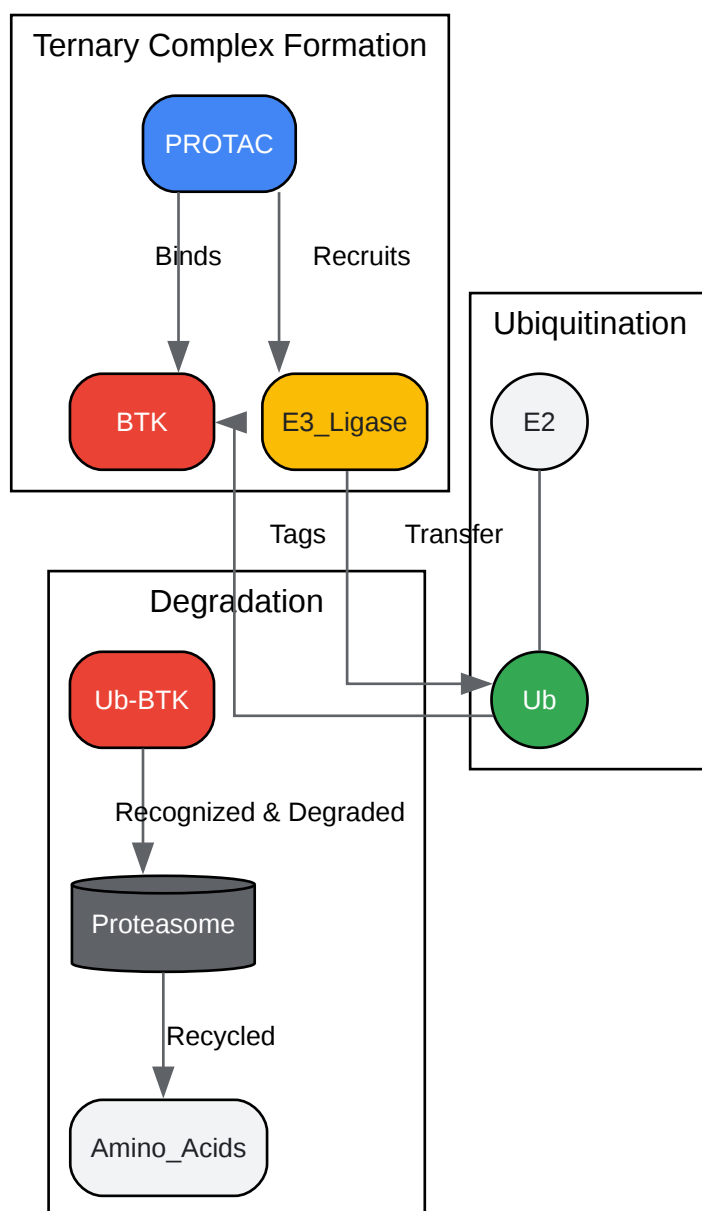 Ternary Complex Formation
PROTAC
Binds
Recruits
Ubiquitination
BTK
E3_Ligase
E2
Tags
Transfer
Degradation
Ub-BTK
Ub
Recognized & Degraded
Proteasome
Recycled
Amino_Acids